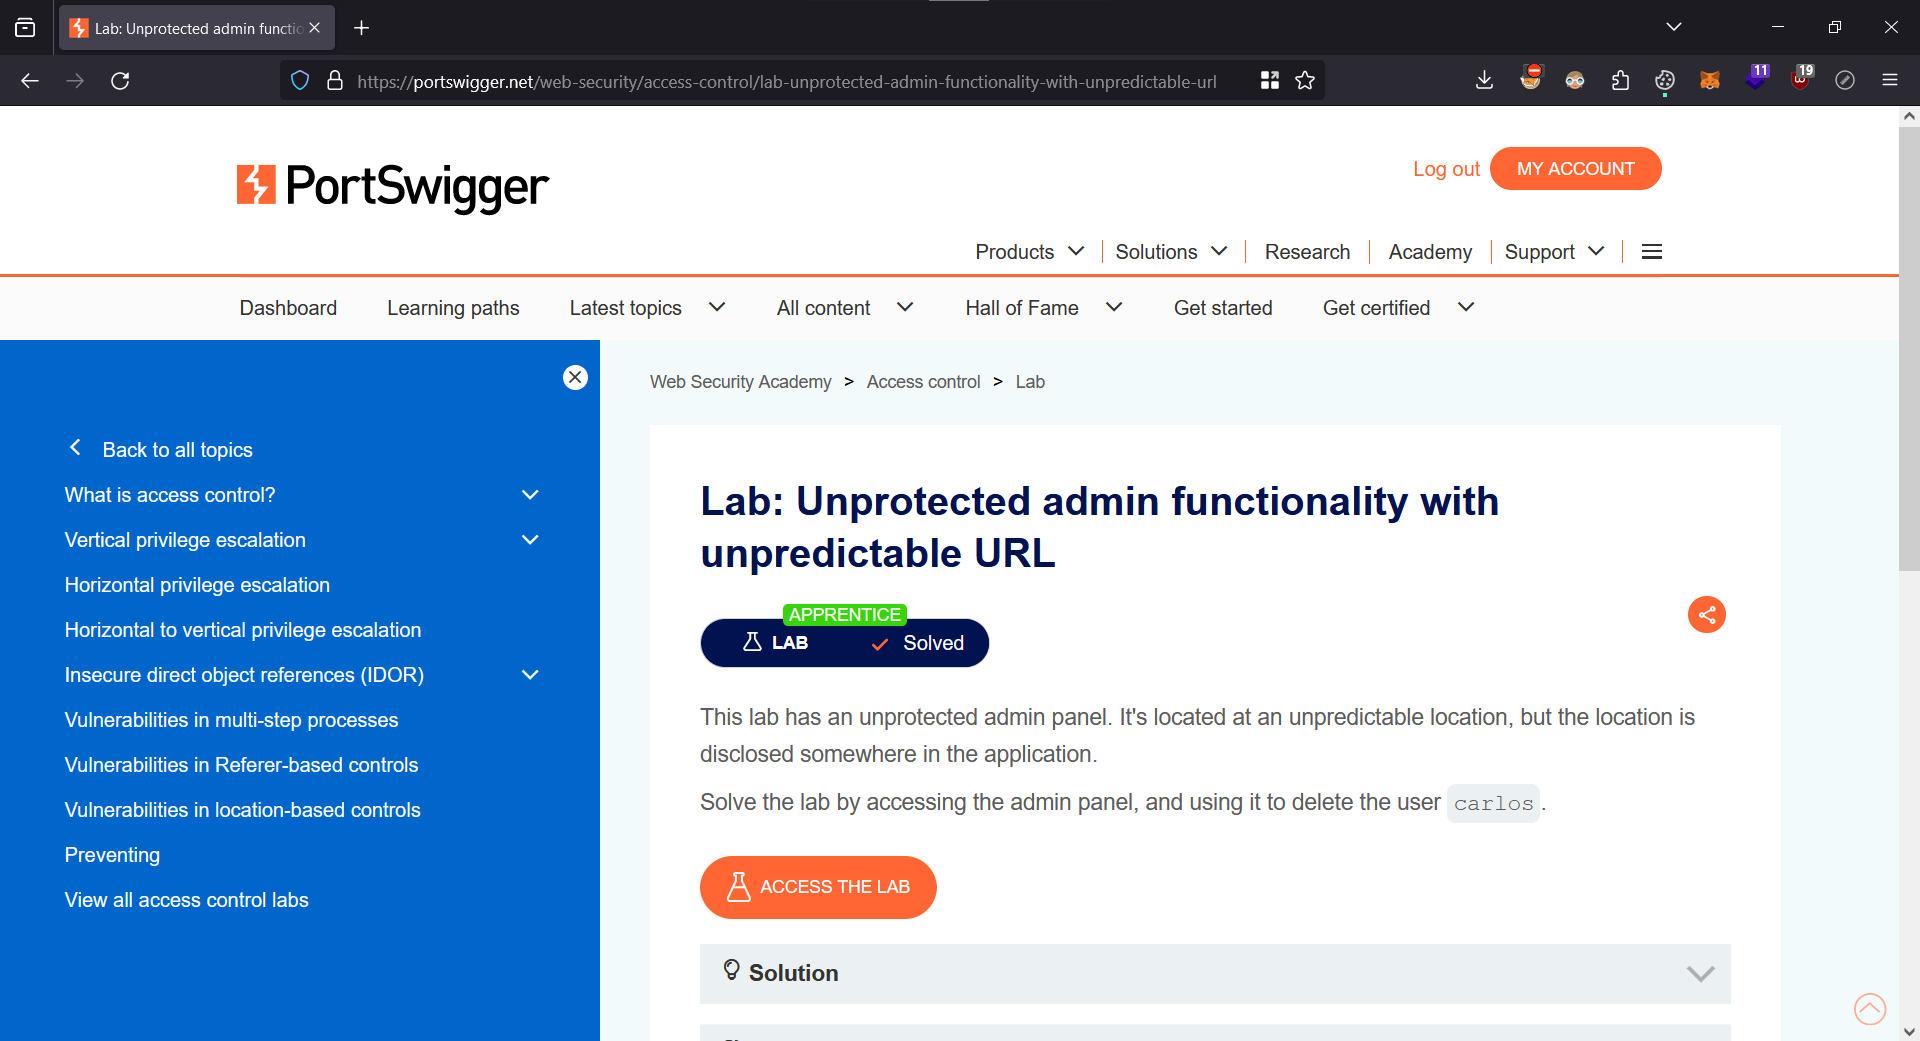 Lab: Unprotected admin functio
https://portswigger.net/web-security/access-control/lab-unprotected-admin-functionality-with-unpredictable-url
11
19
PortSwigger
Log out
MY ACCOUNT
Products
Solutions
Research
Academy
Support
Dashboard
Learning paths
Latest topics
All content
Hall of Fame
Get started
Get certified
Back to all topics
What is access control?
Vertical privilege escalation
Horizontal privilege escalation
Horizontal to vertical privilege escalation
Insecure direct object references (IDOR)
Vulnerabilities in multi-step processes
Vulnerabilities in Referer-based controls
Vulnerabilities in location-based controls
Preventing
View all access control labs
Web Security Academy > Access control > Lab
Lab: Unprotected admin functionality with
unpredictable URL
APPRENTICE
LAB
Solved
This lab has an unprotected admin panel. It's located at an unpredictable location, but the location is
disclosed somewhere in the application.
Solve the lab by accessing the admin panel, and using it to delete the user carlos.
ACCESS THE LAB
Solution